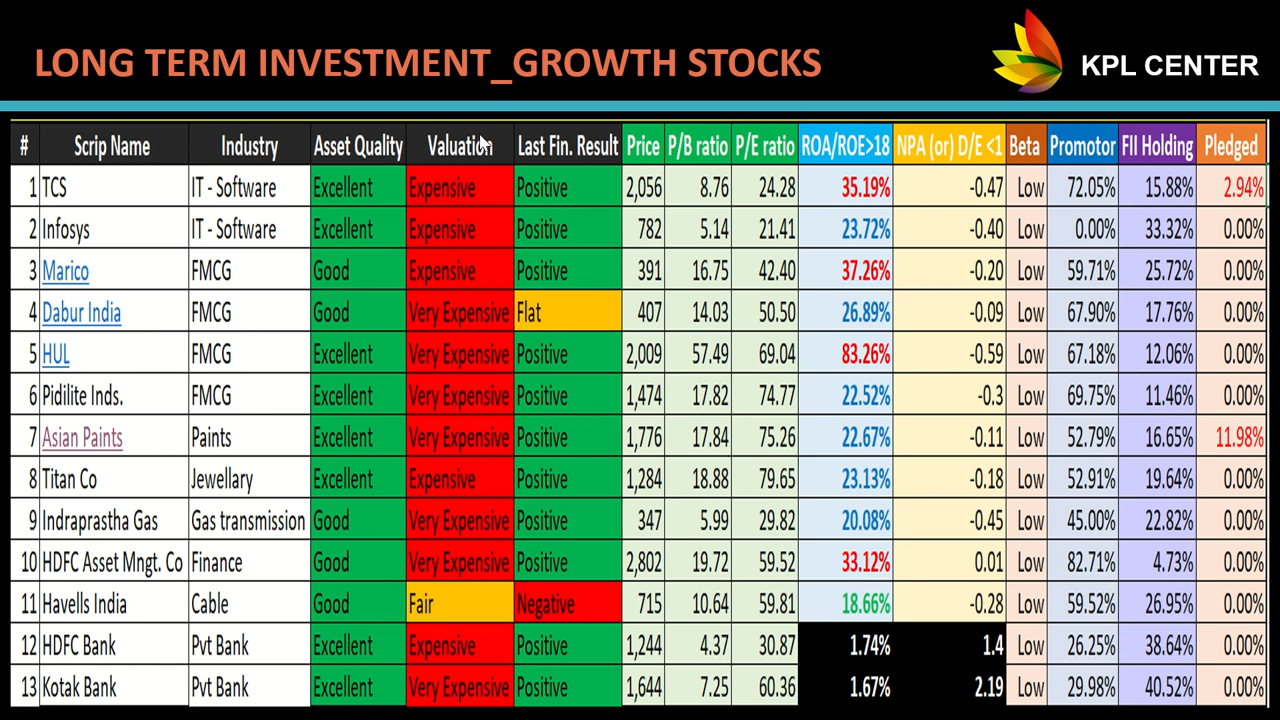 LONG TERM INVESTMENT_GROWTH STOCKS
KPL CENTER
# Scrip Name Industry Asset Quality Valuation Last Fin. Result Price P/B ratio P/E ratio ROA/ROE>18 NPA (or) D/E <1 Beta Promotor FII Holding Pledged
1 TCS IT - Software Excellent Expensive Positive 2,056 8.76 24.28 35.19% -0.47 Low 72.05% 15.88% 2.94%
2 Infosys IT - Software Excellent Expensive Positive 782 5.14 21.41 23.72% -0.40 Low 0.00% 33.32% 0.00%
3 Marico FMCG Good Expensive Positive 391 16.75 42.40 37.26% -0.20 Low 59.71% 25.72% 0.00%
4 Dabur India FMCG Good Very Expensive Flat 407 14.03 50.50 26.89% -0.09 Low 67.90% 17.76% 0.00%
5 HUL FMCG Excellent Very Expensive Positive 2,009 57.49 69.04 83.26% -0.59 Low 67.18% 12.06% 0.00%
6 Pidilite Inds. FMCG Excellent Very Expensive Positive 1,474 17.82 74.77 22.52% -0.3 Low 69.75% 11.46% 0.00%
7 Asian Paints Paints Excellent Very Expensive Positive 1,776 17.84 75.26 22.67% -0.11 Low 52.79% 16.65% 11.98%
8 Titan Co Jewellary Excellent Expensive Positive 1,284 18.88 79.65 23.13% -0.18 Low 52.91% 19.64% 0.00%
9 Indraprastha Gas Gas transmission Good Very Expensive Positive 347 5.99 29.82 20.08% -0.45 Low 45.00% 22.82% 0.00%
10 HDFC Asset Mngt. Co Finance Good Very Expensive Positive 2,802 19.72 59.52 33.12% 0.01 Low 82.71% 4.73% 0.00%
11 Havells India Cable Good Fair Negative 715 10.64 59.81 18.66% -0.28 Low 59.52% 26.95% 0.00%
12 HDFC Bank Pvt Bank Excellent Expensive Positive 1,244 4.37 30.87 1.74% 1.4 Low 26.25% 38.64% 0.00%
13 Kotak Bank Pvt Bank Excellent Very Expensive Positive 1,644 7.25 60.36 1.67% 2.19 Low 29.98% 40.52% 0.00%